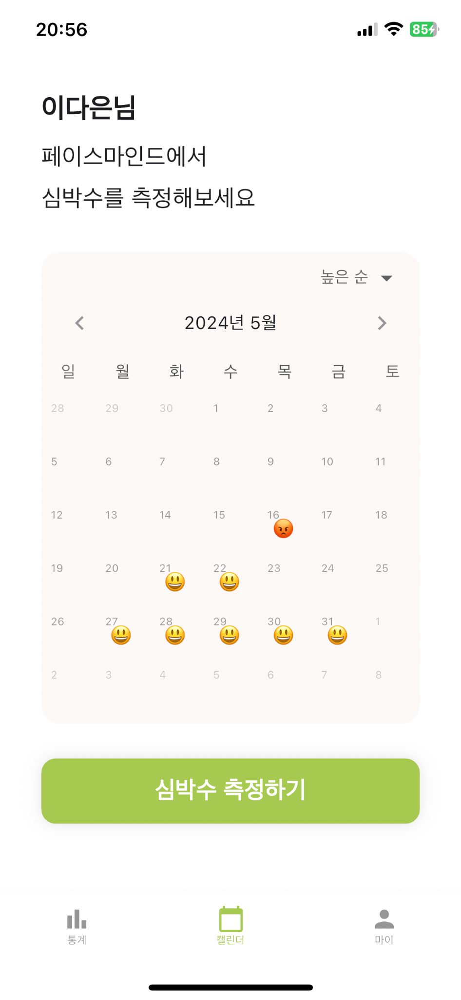 20:56
85
이다은님
페이스마인드에서
심박수를 측정해보세요
높은 순
2024년 5월
일 월 화 수 목 금 토
28 29 30 1 2 3 4
5 6 7 8 9 10 11
12 13 14 15 16 17 18
19 20 21 22 23 24 25
26 27 28 29 30 31 1
2 3 4 5 6 7 8
심박수 측정하기
통계 캘린더 마이